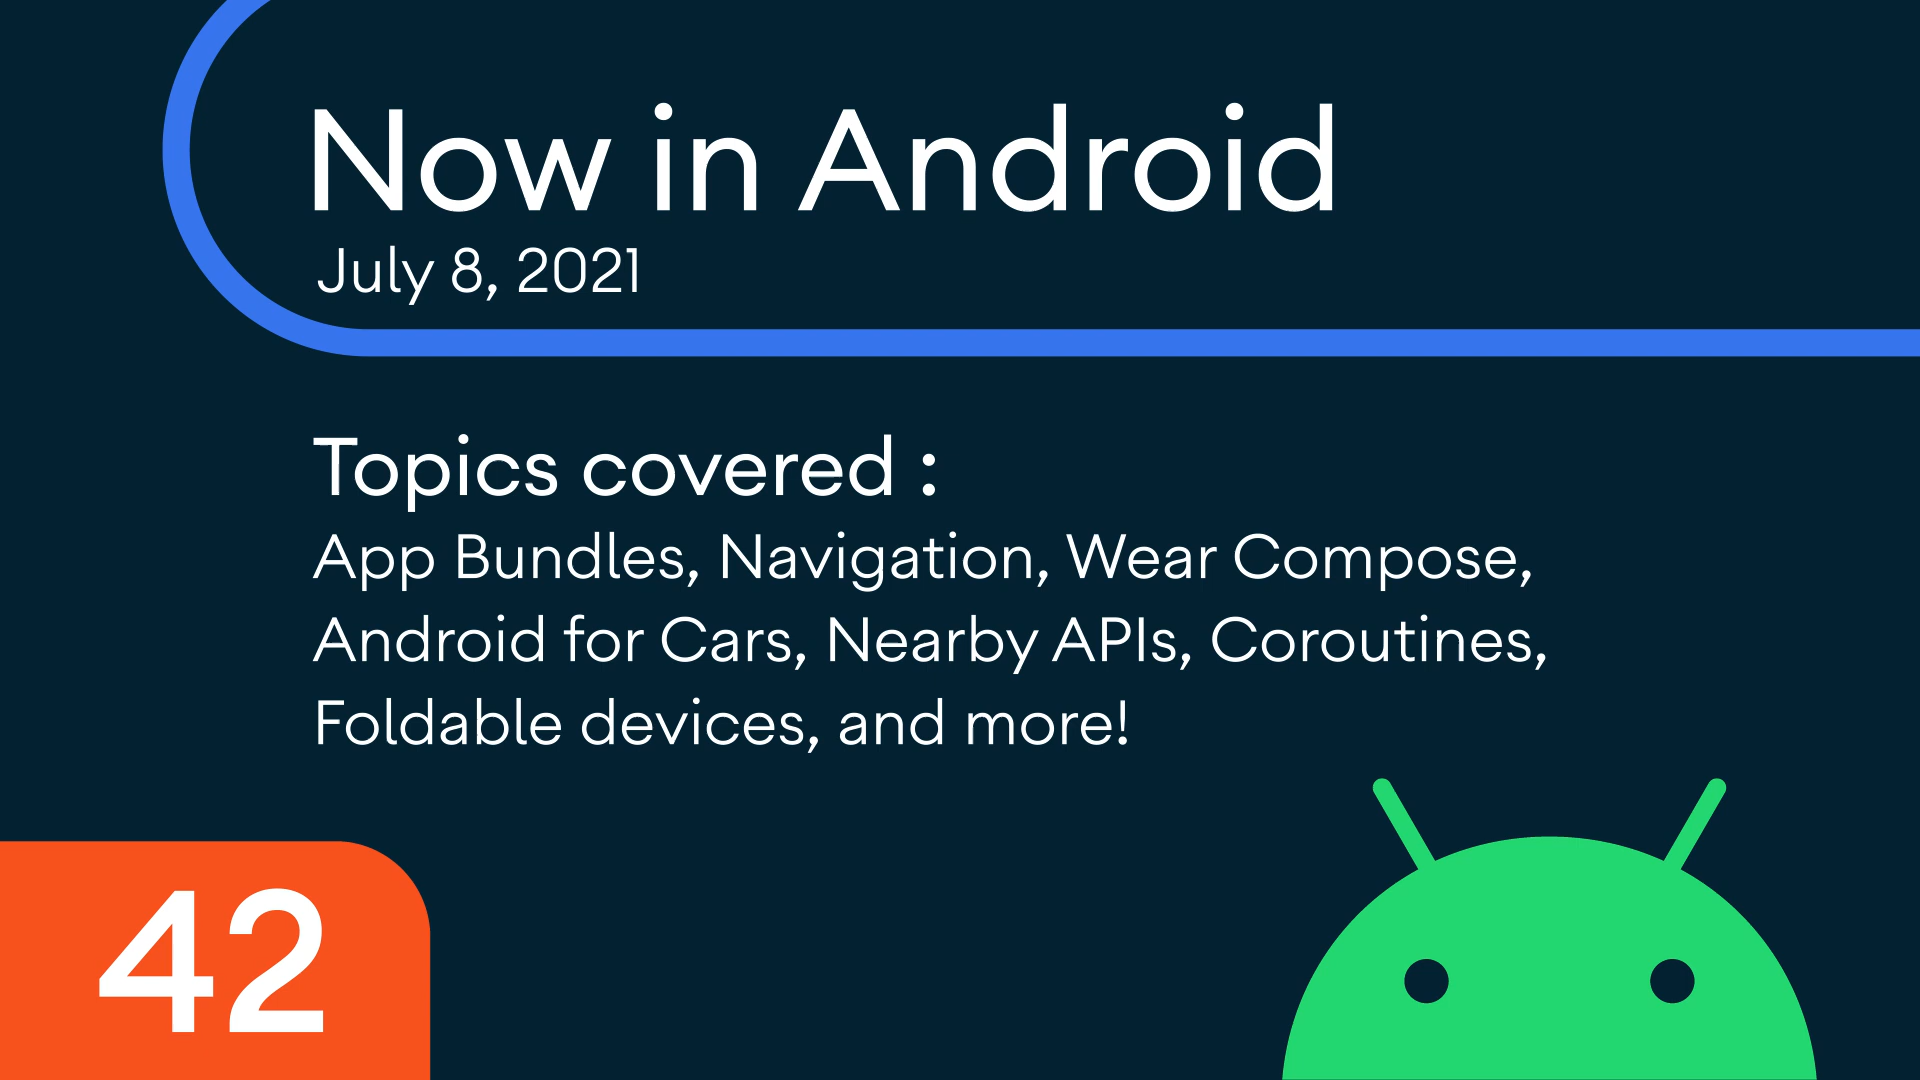 Now in Android
July 8, 2021
Topics covered :
App Bundles, Navigation, Wear Compose,
Android for Cars, Nearby APIs, Coroutines,
Foldable devices, and more!
42